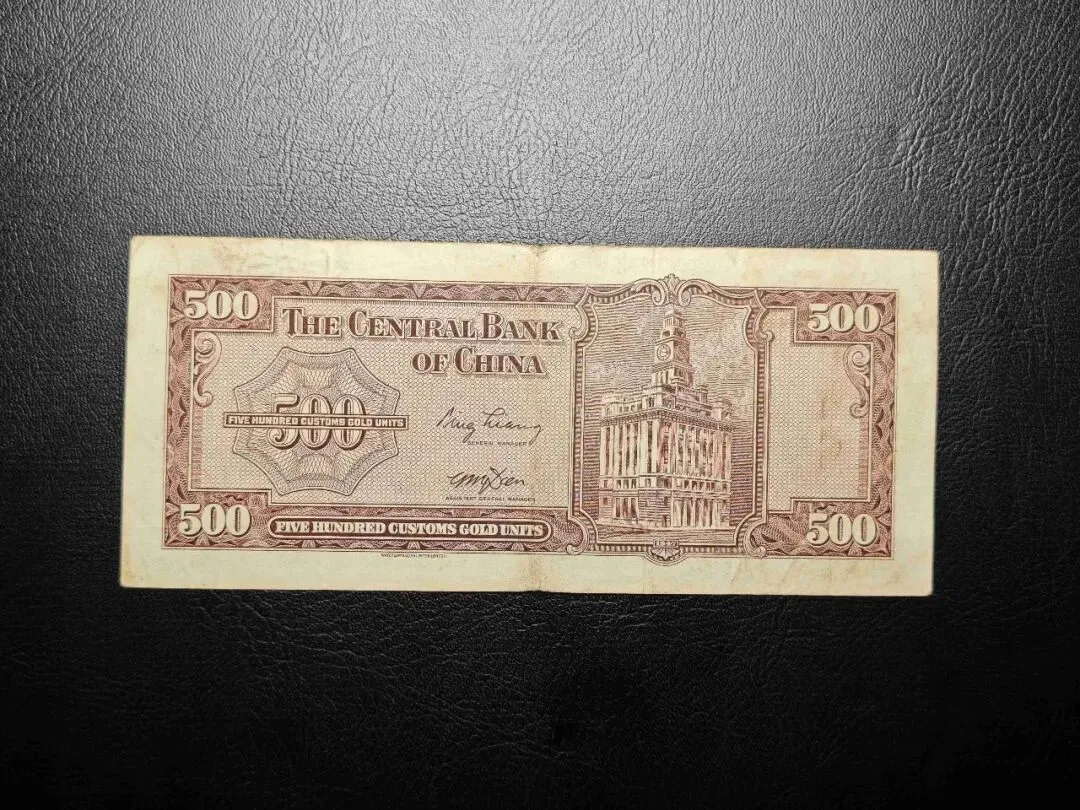 500
500
THE CENTRAL BANK
OF CHINA
500
FIVE HUNDRED CUSTOMS GOLD UNITS
GENERAL MANAGER
ASSISTANT GENERAL MANAGER
500
FIVE HUNDRED CUSTOMS GOLD UNITS
500